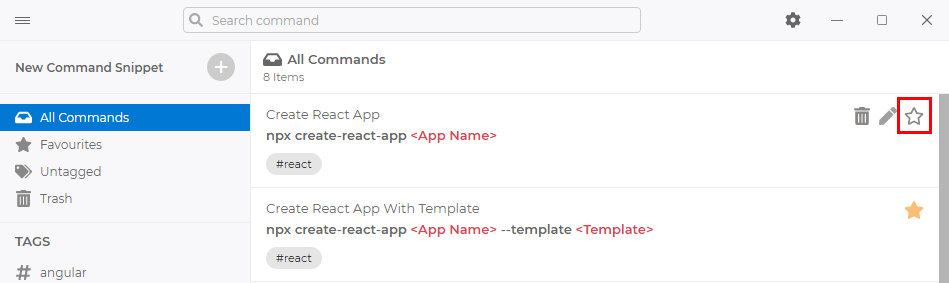 Search command
New Command Snippet
All Commands
Favourites
Untagged
Trash
TAGS
# angular
All Commands
8 Items
Create React App
npx create-react-app <App Name>
#react
Create React App With Template
npx create-react-app <App Name> --template <Template>
#react